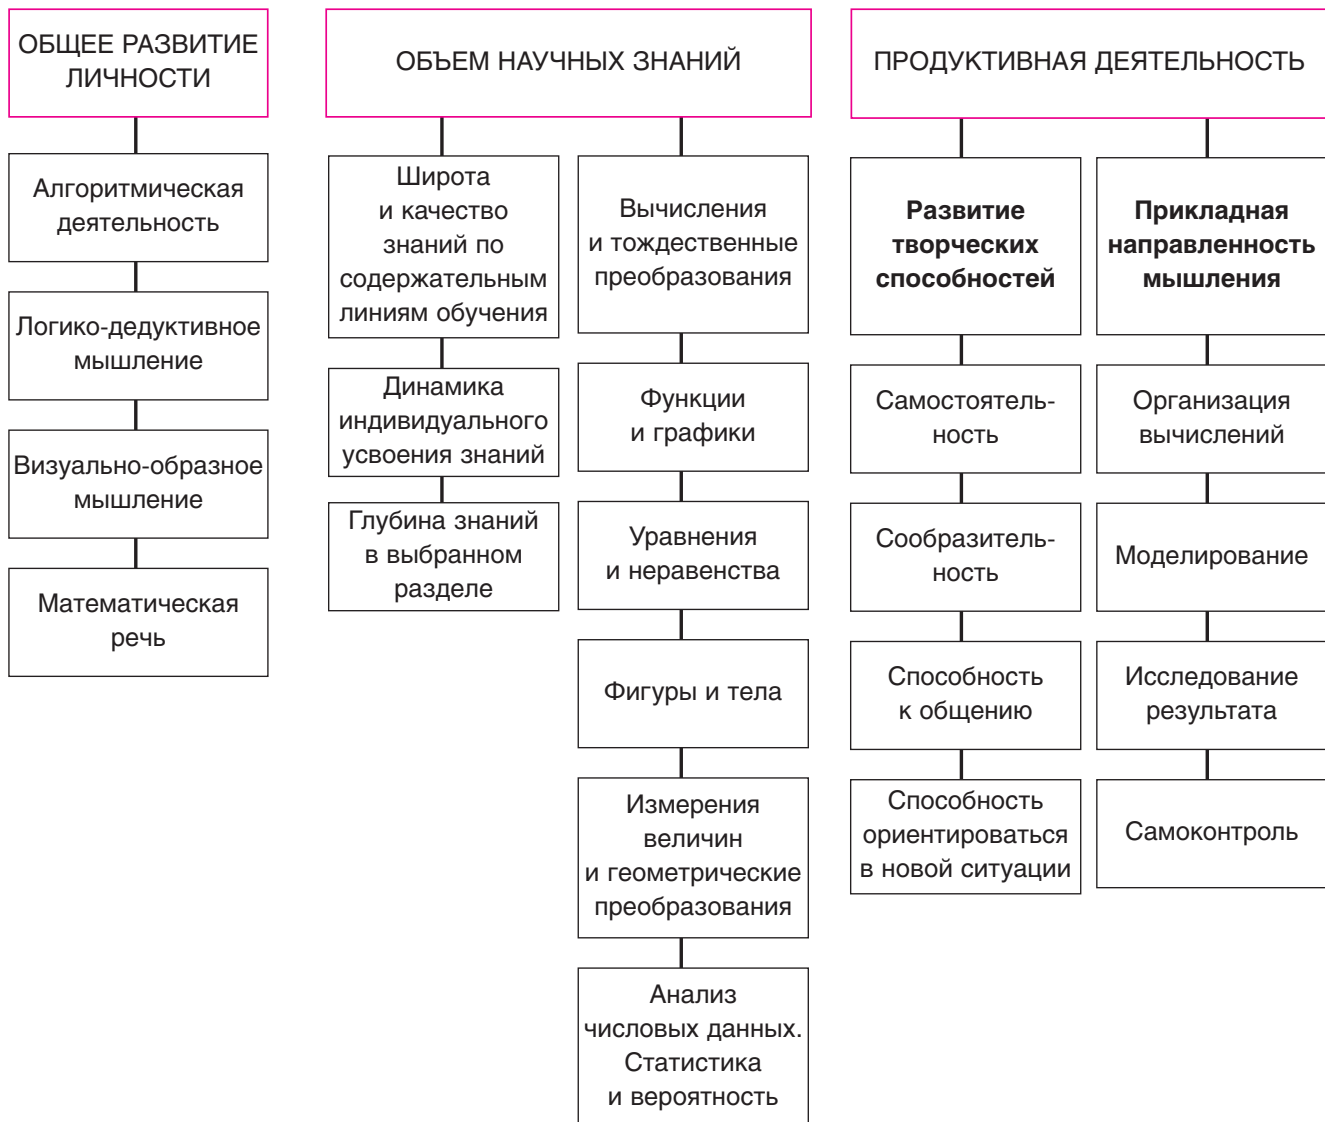 ОБЩЕЕ РАЗВИТИЕ
ЛИЧНОСТИ
Алгоритмическая
деятельность
Логико-дедуктивное
мышление
Визуально-образное
мышление
Математическая
речь
ОБЪЕМ НАУЧНЫХ ЗНАНИЙ
Широта
и качество
знаний по
содержательным
линиям обучения
Динамика
индивидуального
усвоения знаний
Глубина знаний
в выбранном
разделе
Вычисления
и тождественные
преобразования
Функции
и графики
Уравнения
и неравенства
Фигуры и тела
Измерения
величин
и геометрические
преобразования
Анализ
числовых данных.
Статистика
и вероятность
ПРОДУКТИВНАЯ ДЕЯТЕЛЬНОСТЬ
Развитие
творческих
способностей
Самостоятель-
ность
Сообразитель-
ность
Способность
к общению
Способность
ориентироваться
в новой ситуации
Прикладная
направленность
мышления
Организация
вычислений
Моделирование
Исследование
результата
Самоконтроль